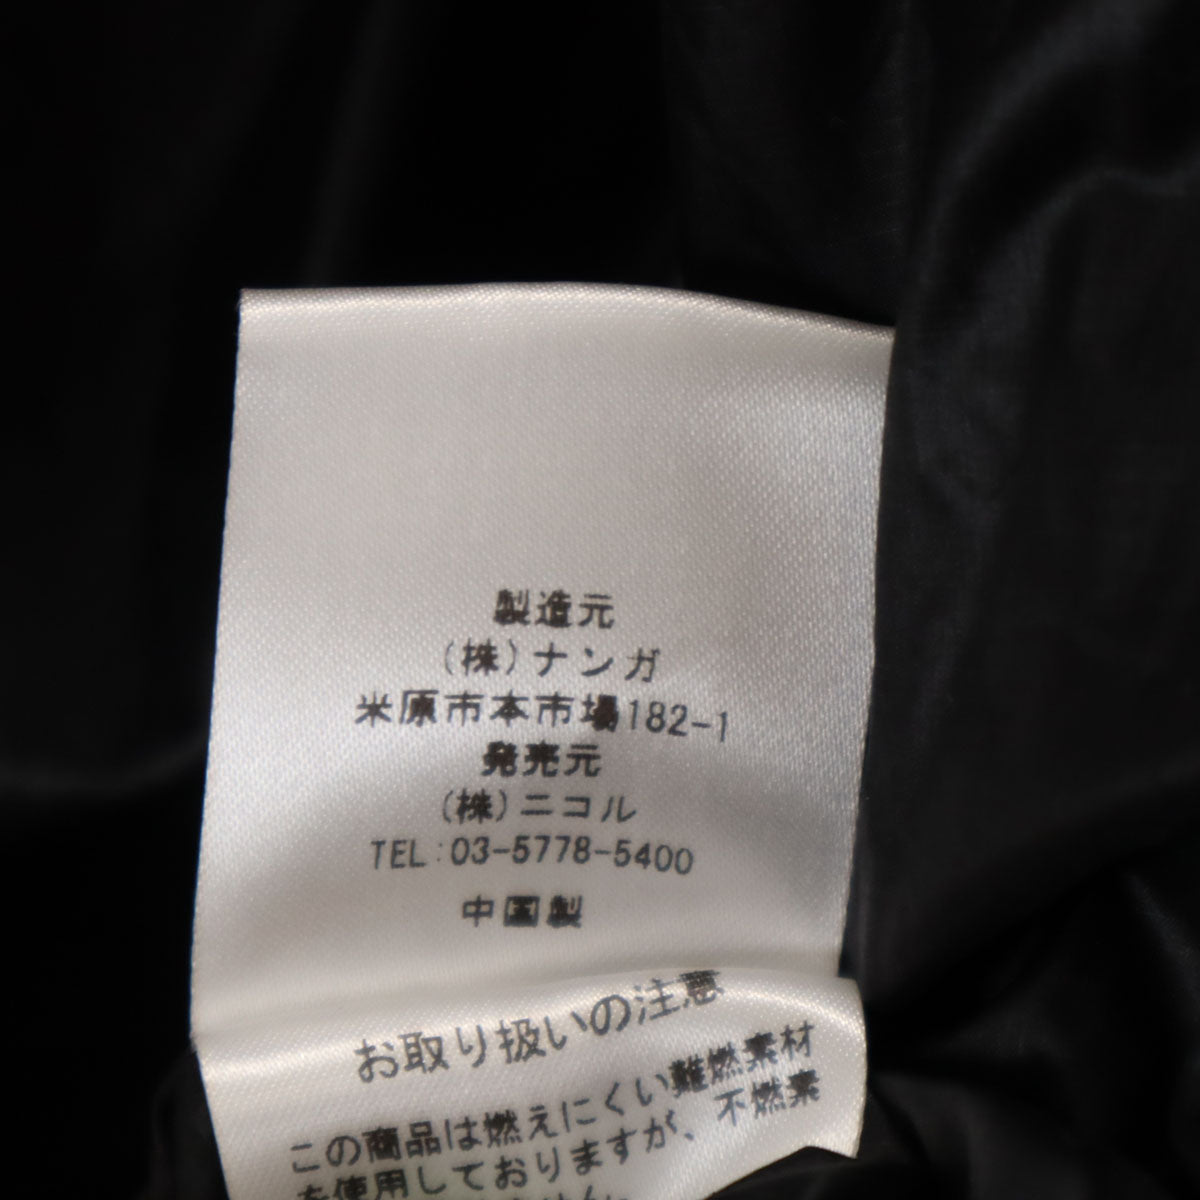 製造元
(株)ナンガ
米原市本市場182-1
発売元
(株)ニコル
TEL:03-5778-5400
中国製
お取り扱いの注意
この商品は燃えにくい難燃素材
を使用しておりますが、不燃素
ません。